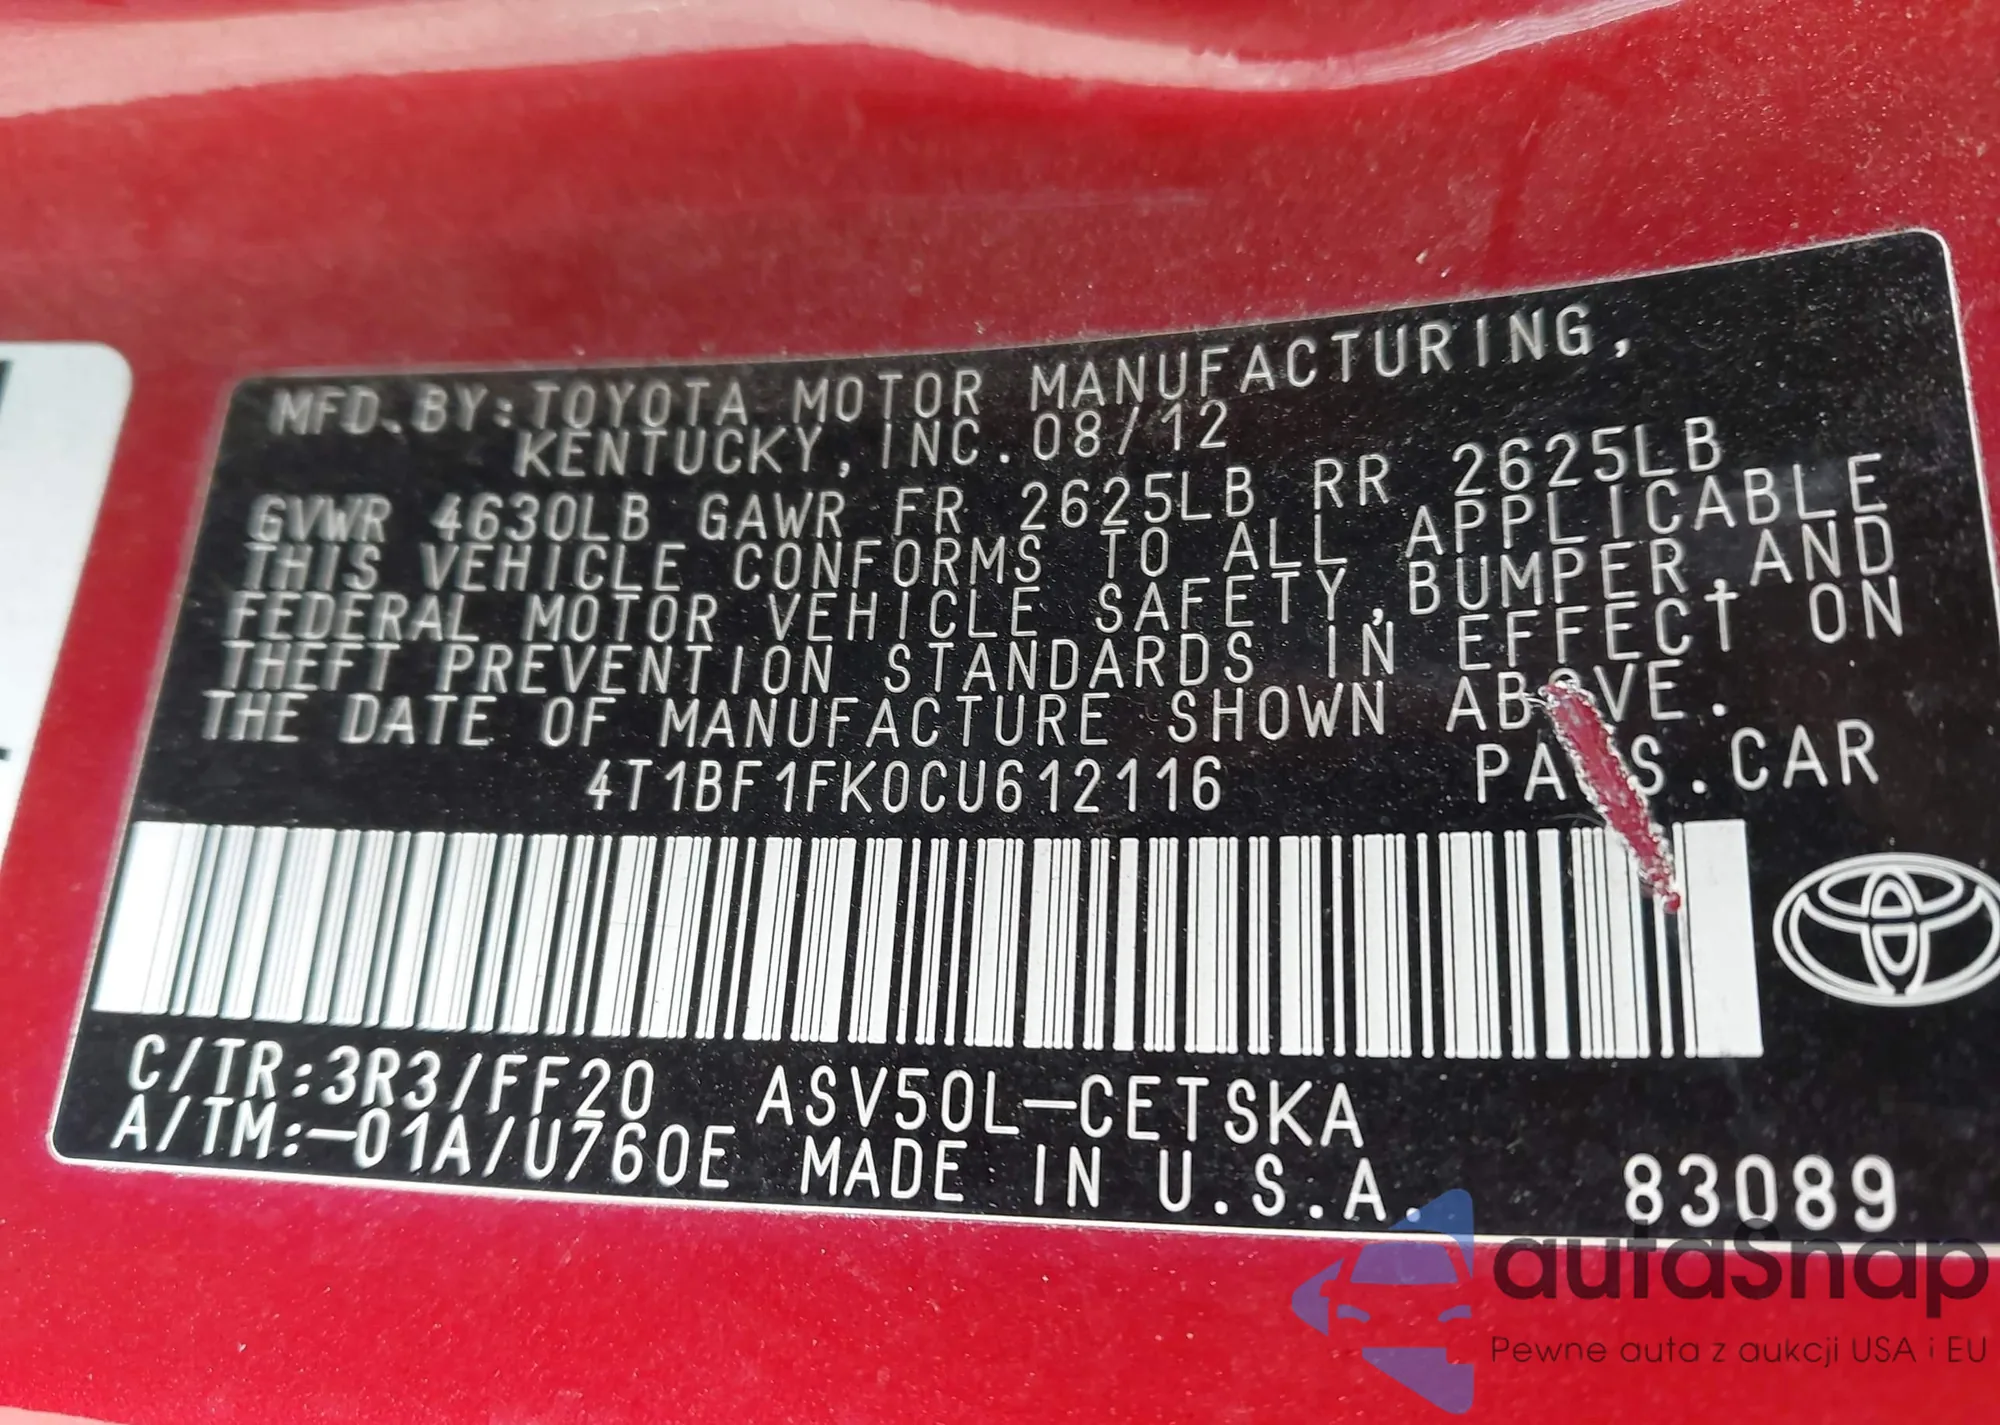 MFD. BY: TOYOTA MOTOR MANUFACTURING,
KENTUCKY, INC. 08/12
GVWR 4630LB GAWR FR 2625LB RR 2625LB
THIS VEHICLE CONFORMS TO ALL APPLICABLE
FEDERAL MOTOR VEHICLE SAFETY, BUMPER, AND
THEFT PREVENTION STANDARDS IN EFFECT ON
THE DATE OF MANUFACTURE SHOWN ABOVE.
4T1BF1FK0CU612116 PASS. CAR
C/TR: 3R3/FF20 ASV50L-CETSKA
A/TM: -01A/U760E MADE IN U.S.A.
83089
autaSnap
Pewne auta z aukcji USA i EU